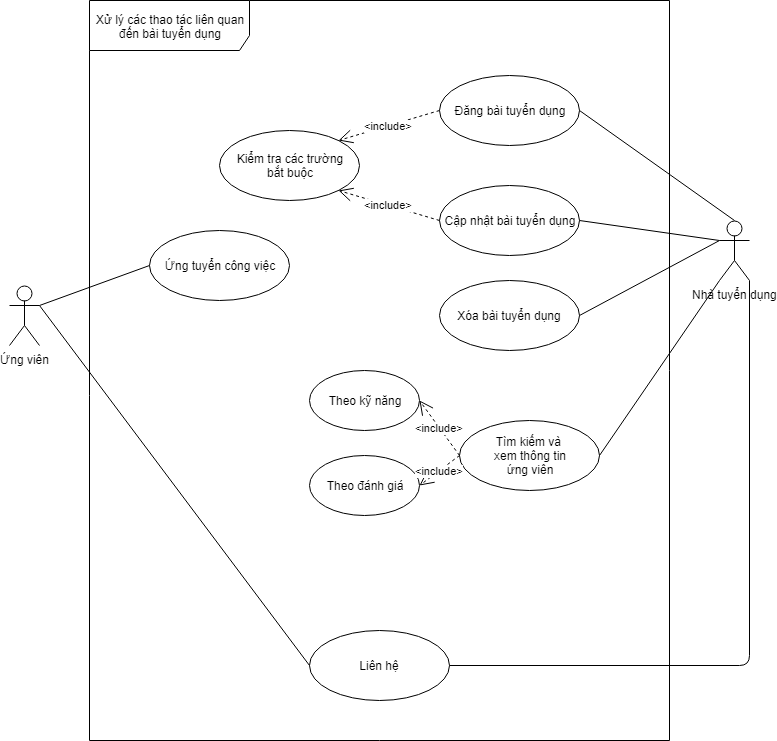 Xử lý các thao tác liên quan
đến bài tuyển dụng
Đăng bài tuyển dụng
<include>
Kiểm tra các trường
bắt buộc
<include>
Cập nhật bài tuyển dụng
Ứng tuyển công việc
Nhà tuyển dụng
Xóa bài tuyển dụng
Ứng viên
Theo kỹ năng
<include>
Tìm kiếm và
xem thông tin
ứng viên
<include>
Theo đánh giá
Liên hệ